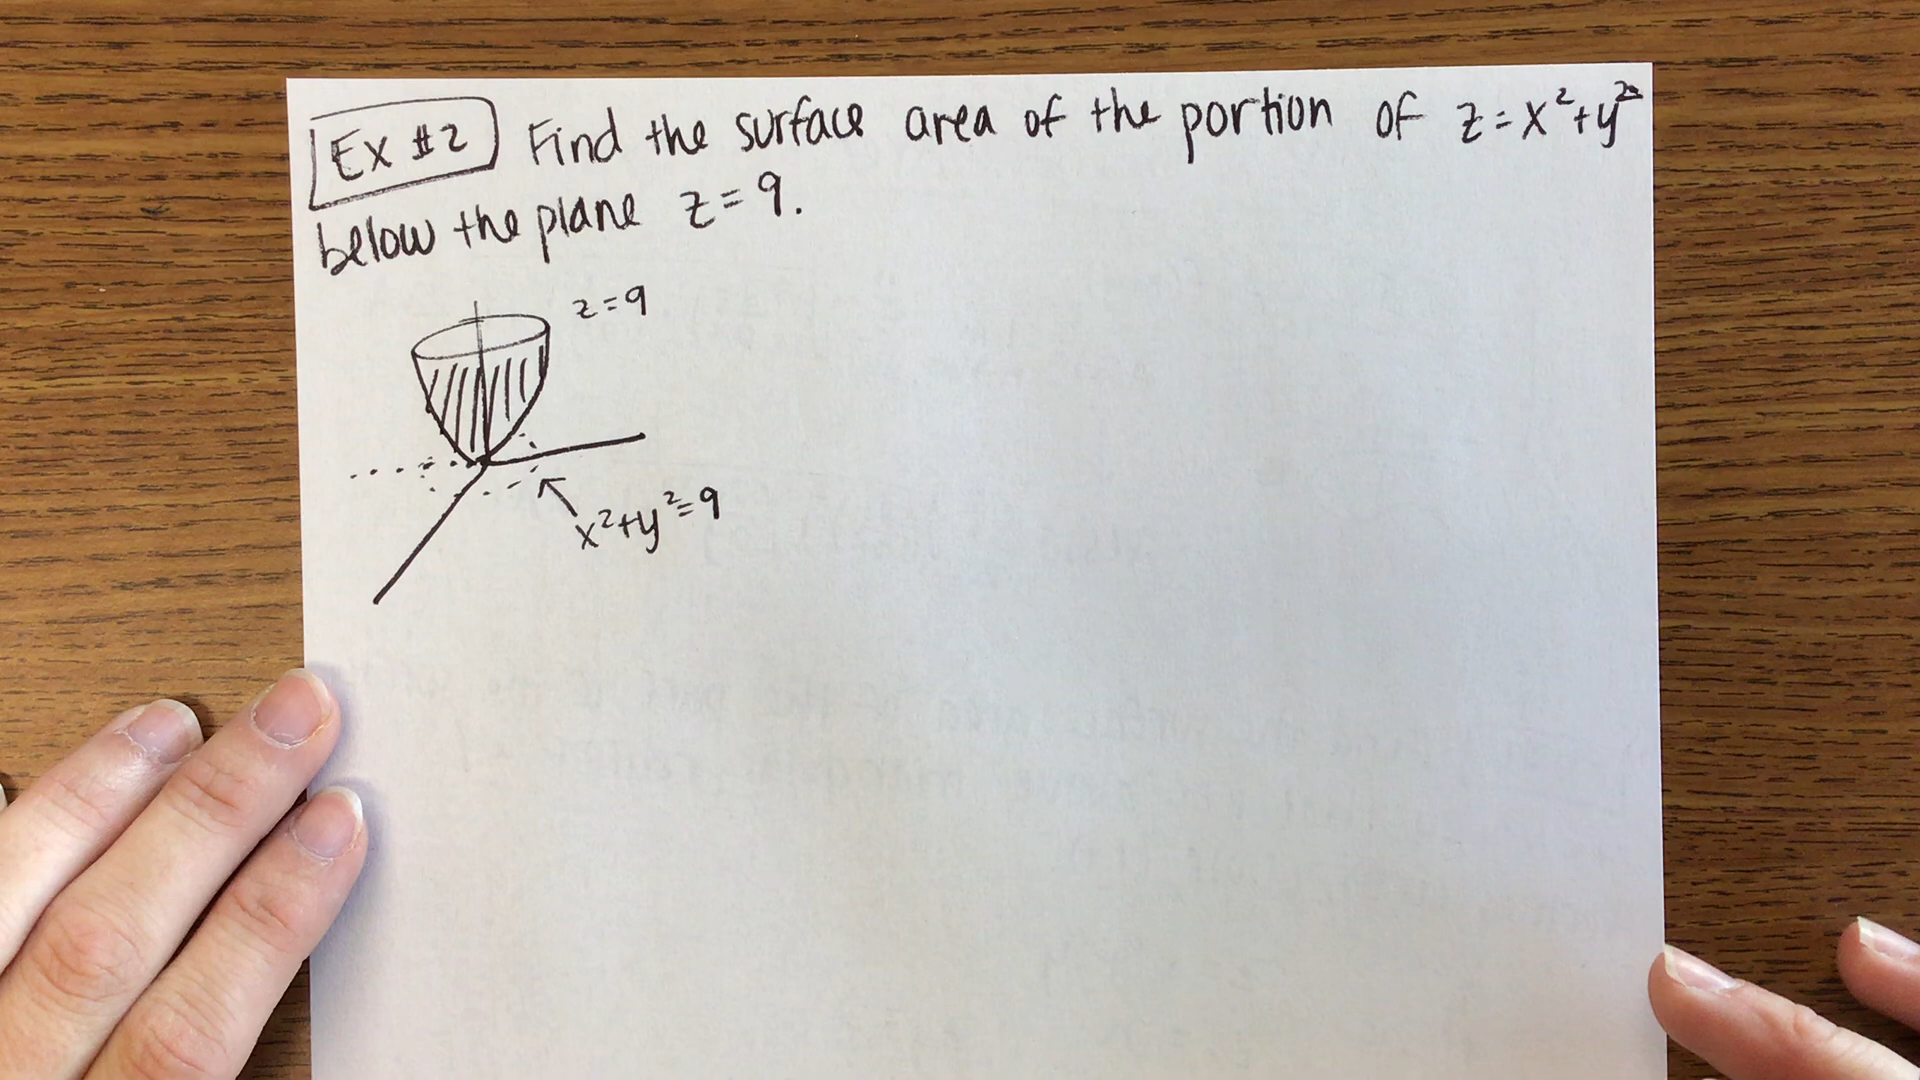 Ex #2 Find the surface area of the portion of z=x²+y²
below the plane z=9.
z=9
x²+y²=9